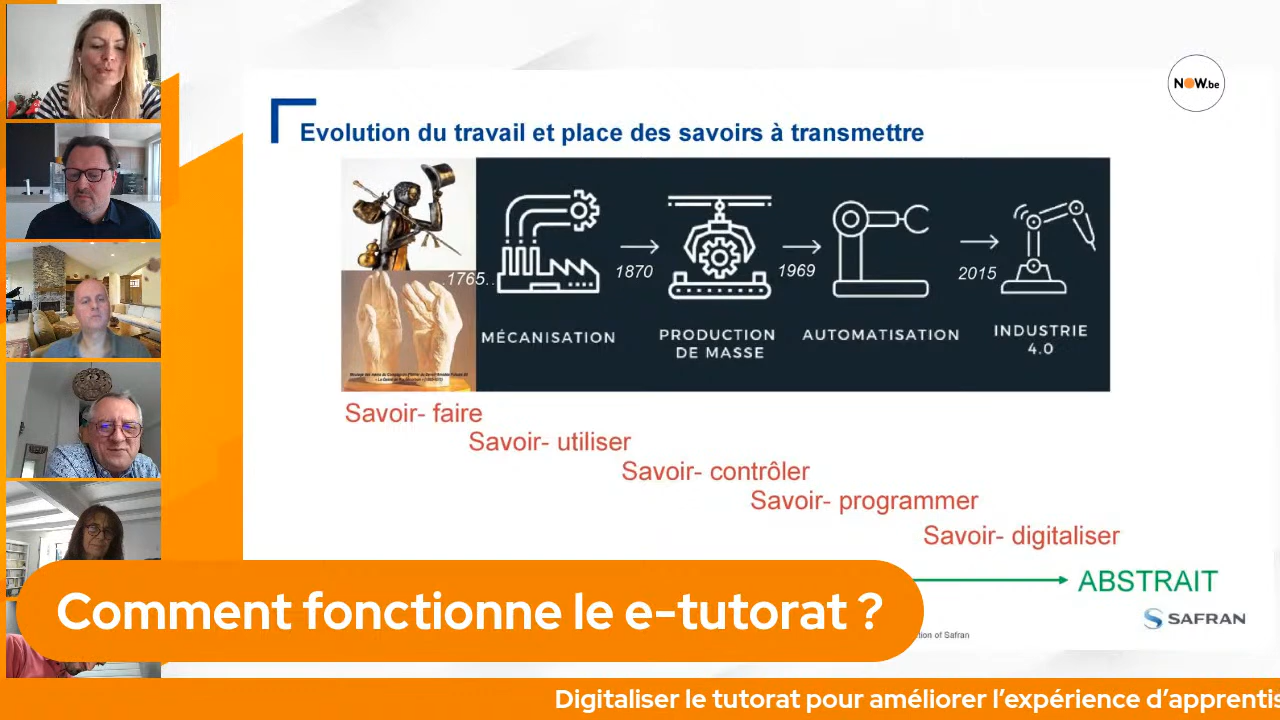 NOW.be
Evolution du travail et place des savoirs à transmettre
.1765..
1870
1969
2015
MÉCANISATION
PRODUCTION
DE MASSE
AUTOMATISATION
INDUSTRIE
4.0
Savoir- faire
Savoir- utiliser
Savoir- contrôler
Savoir- programmer
Savoir- digitaliser
ABSTRAIT
SAFRAN
of Safran
Comment fonctionne le e-tutorat ?
Digitaliser le tutorat pour améliorer l’expérience d’apprentis